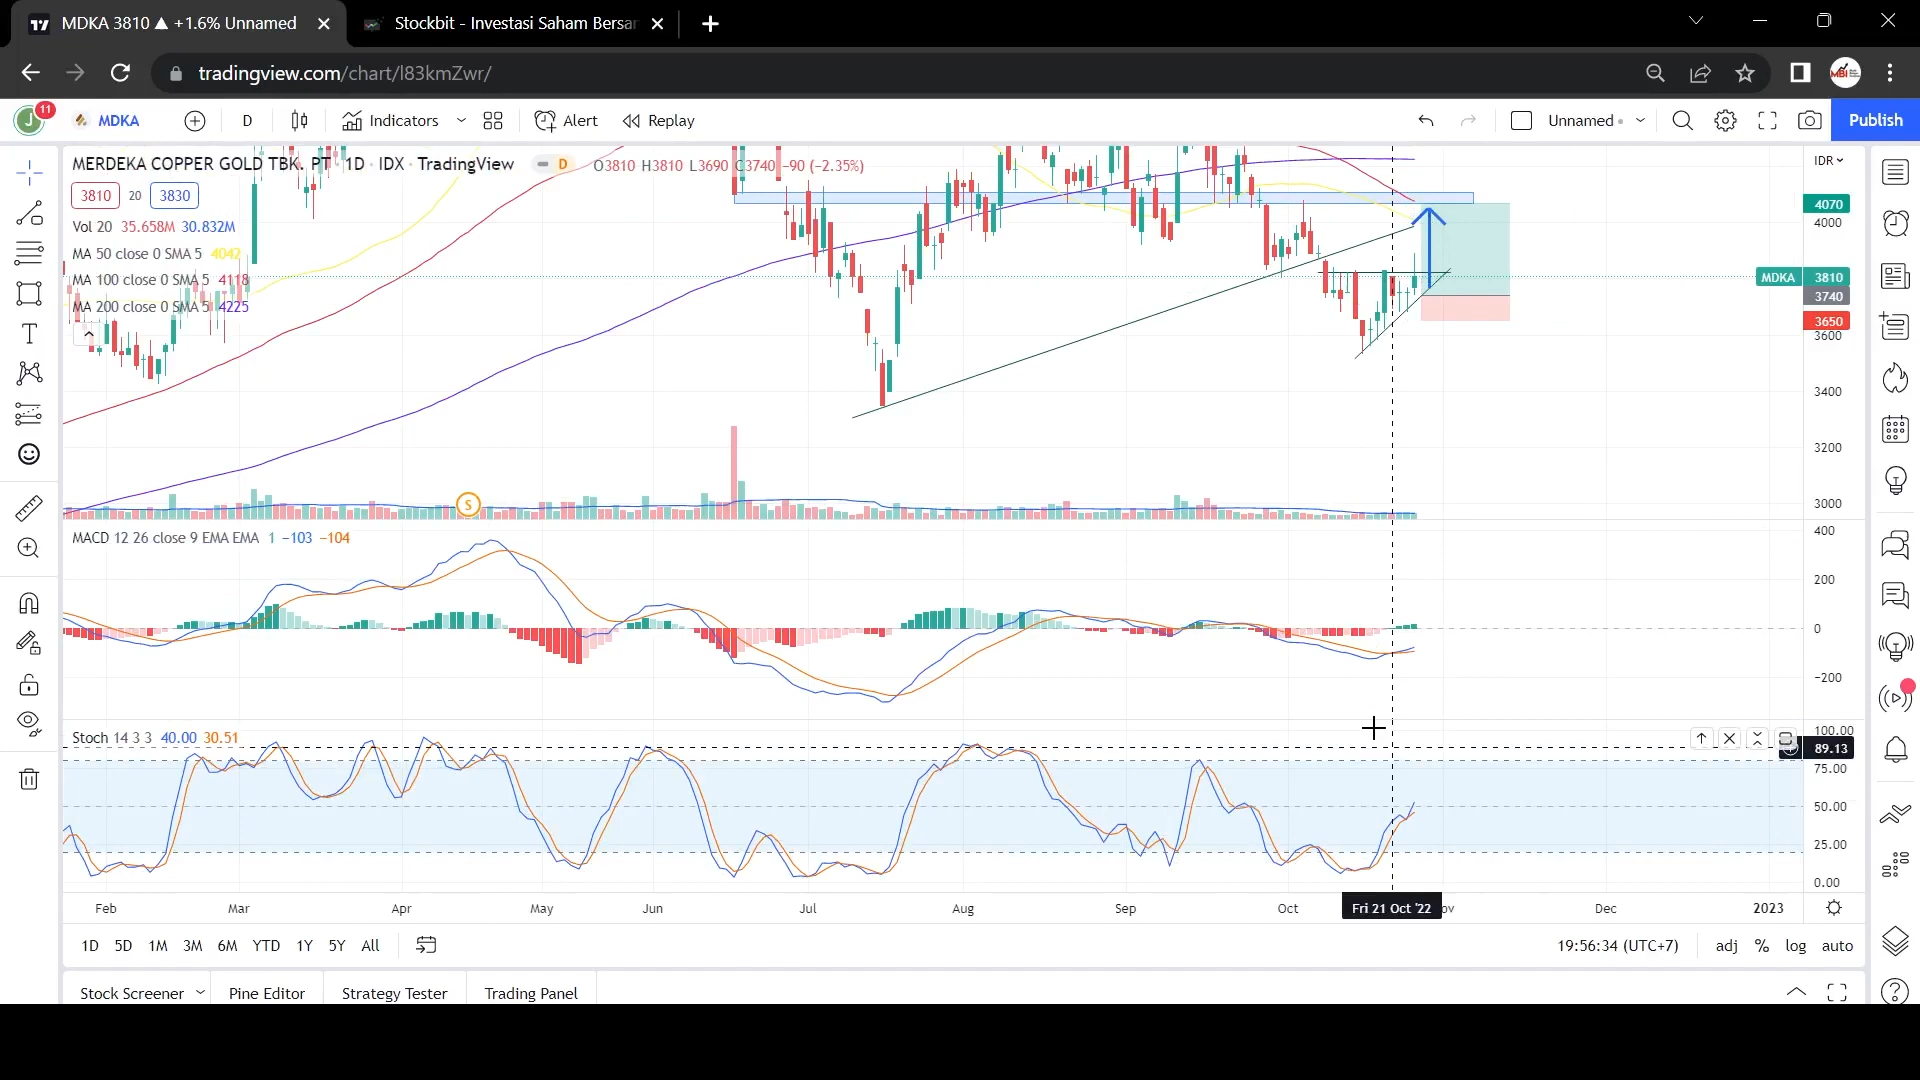 MDKA 3810 ▲ +1.6% Unnamed
Stockbit - Investasi Saham Bersa
tradingview.com/chart/l83kmZwr/
MBI
J
11
MDKA
D
Indicators
Alert
Replay
Unnamed
Publish
MERDEKA COPPER GOLD TBK. PT · 1D · IDX · TradingView
D
O3810 H3810 L3690 C3740 −90 (−2.35%)
IDR
3810
20
3830
Vol 20 35.658M 30.832M
MA 50 close 0 SMA 5 4042
MA 100 close 0 SMA 5 4118
MA 200 close 0 SMA 5 4225
4070
4000
MDKA 3810
3740
3650
3600
3400
3200
3000
S
MACD 12 26 close 9 EMA EMA 1 −103 −104
400
200
0
−200
Stoch 14 3 3 40.00 30.51
100.00
89.13
75.00
50.00
25.00
0.00
Feb
Mar
Apr
May
Jun
Jul
Aug
Sep
Oct
Fri 21 Oct '22
ov
Dec
2023
1D
5D
1M
3M
6M
YTD
1Y
5Y
All
19:56:34 (UTC+7)
adj
%
log
auto
Stock Screener
Pine Editor
Strategy Tester
Trading Panel